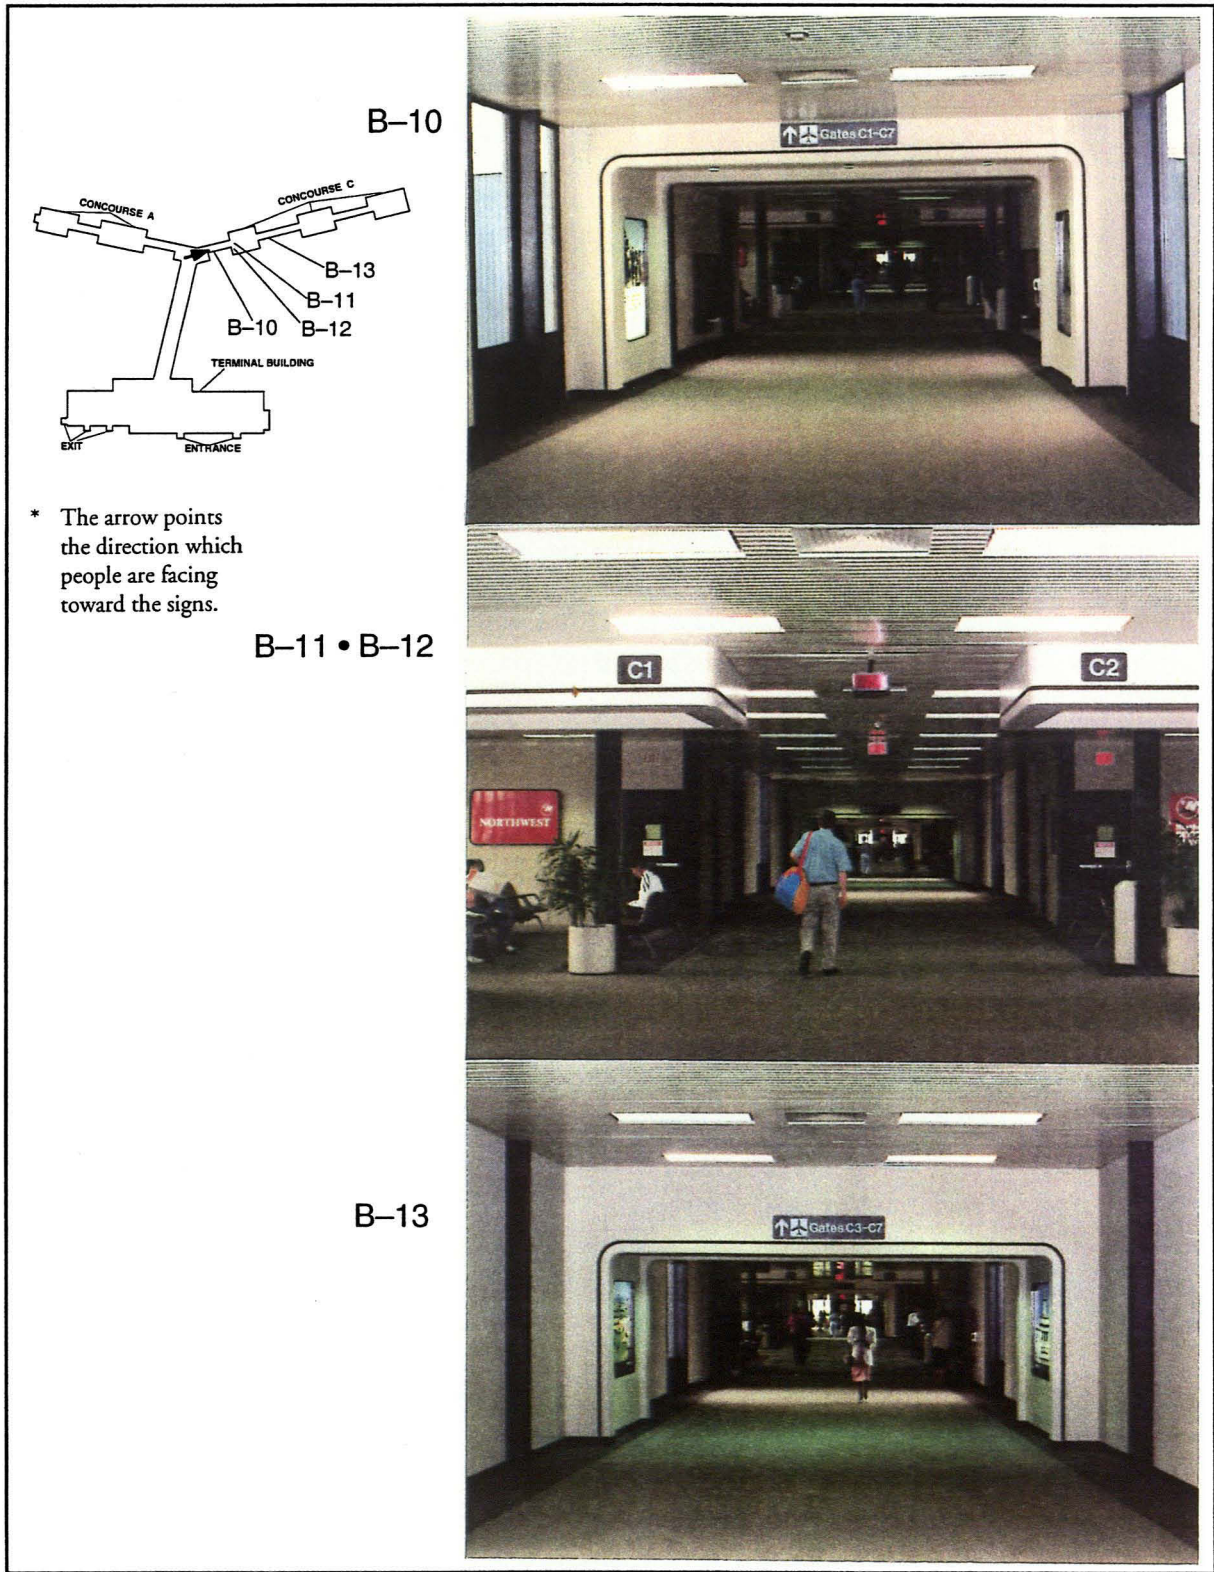 B–10
CONCOURSE A
CONCOURSE C
B–13
B–11
B–10
B–12
TERMINAL BUILDING
EXIT
ENTRANCE
* The arrow points
the direction which
people are facing
toward the signs.
↑ Gates C1-C7
B–11 • B–12
C1
C2
NORTHWEST
B–13
↑ Gates C3-C7